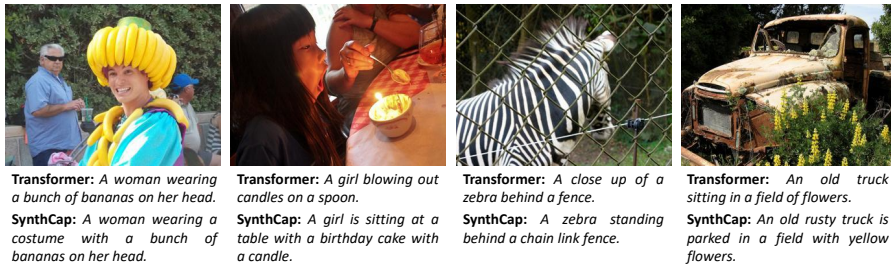 Transformer: A woman wearing
a bunch of bananas on her head.
SynthCap: A woman wearing a
costume with a bunch of
bananas on her head.
Transformer: A girl blowing out
candles on a spoon.
SynthCap: A girl is sitting at a
table with a birthday cake with
a candle.
Transformer: A close up of a
zebra behind a fence.
SynthCap: A zebra standing
behind a chain link fence.
Transformer: An old truck
sitting in a field of flowers.
SynthCap: An old rusty truck is
parked in a field with yellow
flowers.